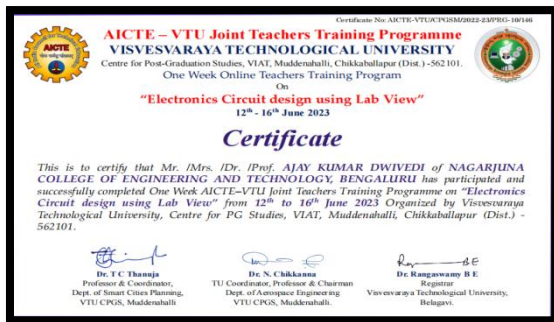 Certificate No: AICTE-VTU/CPGSM/2022-23/PRG-10/146
AICTE – VTU Joint Teachers Training Programme
VISVESVARAYA TECHNOLOGICAL UNIVERSITY
Centre for Post-Graduation Studies, VIAT, Muddenahalli, Chikkaballapur (Dist.) -562101.
One Week Online Teachers Training Program
On
“Electronics Circuit design using Lab View”
12th - 16th June 2023
AICTE
Certificate
This is to certify that Mr. /Mrs. /Dr. /Prof. AJAY KUMAR DWIVEDI of NAGARJUNA
COLLEGE OF ENGINEERING AND TECHNOLOGY, BENGALURU has participated and
successfully completed One Week AICTE–VTU Joint Teachers Training Programme on “Electronics
Circuit design using Lab View” from 12th to 16th June 2023 Organized by Visvesvaraya
Technological University, Centre for PG Studies, VIAT, Muddenahalli, Chikkaballapur (Dist.) -
562101.
Dr. T C Thanuja
Professor & Coordinator,
Dept. of Smart Cities Planning,
VTU CPGS, Muddenahalli
Dr. N. Chikkanna
TU Coordinator, Professor & Chairman
Dept. of Aerospace Engineering
VTU CPGS, Muddenahalli.
Dr. Rangaswamy B E
Registrar
Visvesvaraya Technological University,
Belagavi.